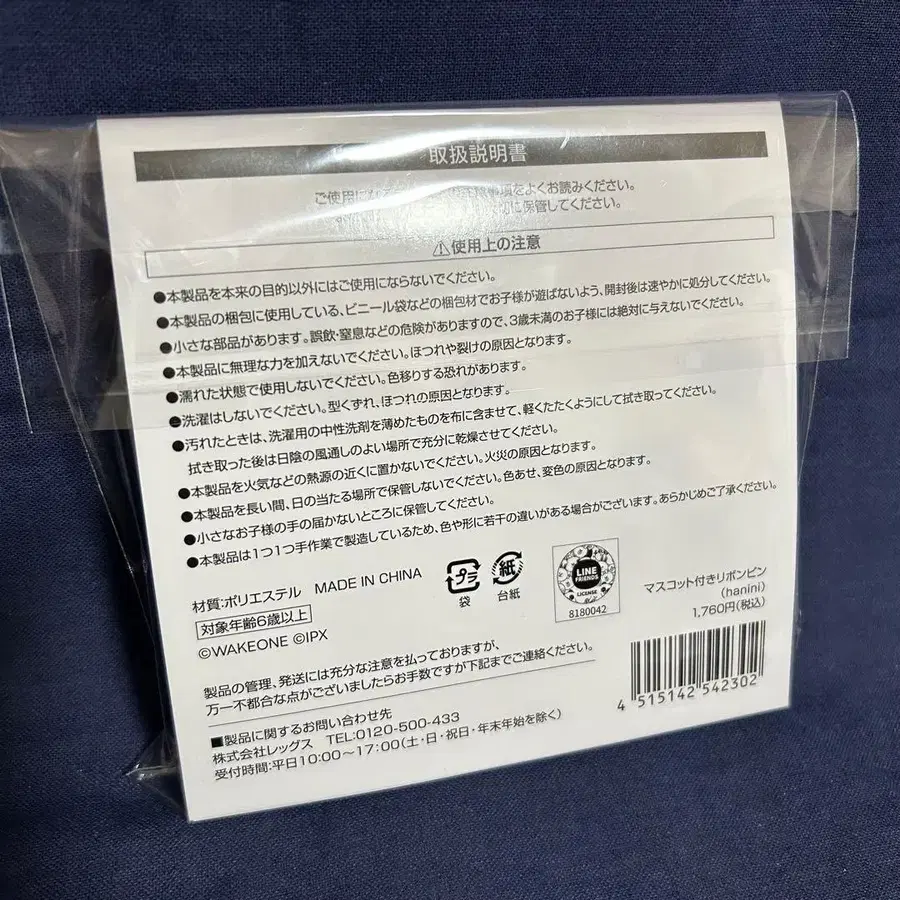 取扱説明書
ご使用にな
事項をよくお読みください。
に保管してください。
⚠使用上の注意
●本製品を本来の目的以外にはご使用にならないでください。
●本製品の梱包に使用している、ビニール袋などの梱包材でお子様が遊ばないよう、開封後は速やかに処分してください。
●小さな部品があります。誤飲・窒息などの危険がありますので、3歳未満のお子様には絶対に与えないでください。
●本製品に無理な力を加えないでください。ほつれや裂けの原因となります。
●濡れた状態で使用しないでください。色移りする恐れがあります。
●洗濯はしないでください。型くずれ、ほつれの原因となります。
●汚れたときは、洗濯用の中性洗剤を薄めたものを布に含ませて、軽くたたくようにして拭き取ってください。
拭き取った後は日陰の風通しのよい場所で充分に乾燥させてください。
●本製品を火気などの熱源の近くに置かないでください。火災の原因となります。
●本製品を長い間、日の当たる場所で保管しないでください。色あせ、変色の原因となります。
●小さなお子様の手の届かないところに保管してください。
●本製品は1つ1つ手作業で製造しているため、色や形に若干の違いがある場合がございます。あらかじめご了承ください。
材質:ポリエステル MADE IN CHINA
対象年齢6歳以上
©WAKEONE ©IPX
プラ
袋
紙
台紙
LINE
FRIENDS
LICENSE
8180042
マスコット付きリボンピン
(hanini)
1,760円(税込)
製品の管理、発送には充分な注意を払っておりますが、
万一不都合な点がございましたらお手数ですが下記までご連絡ください。
■製品に関するお問い合わせ先
株式会社レッグス TEL:0120-500-433
受付時間:平日10:00～17:00(土・日・祝日・年末年始を除く)
4 515142 542302